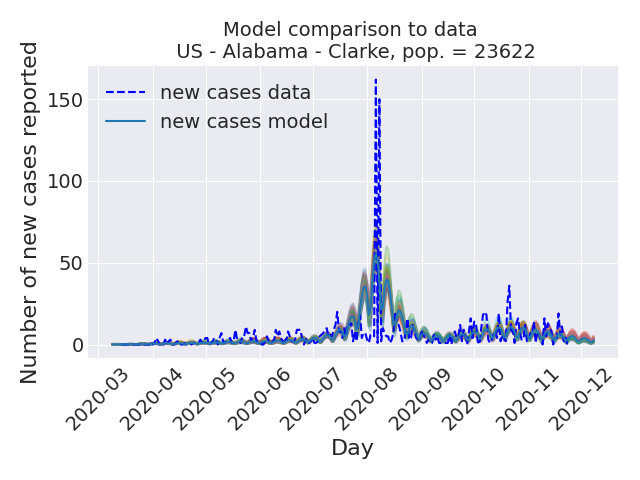 Model comparison to data
US - Alabama - Clarke, pop. = 23622
Number of new cases reported
150
100
50
0
new cases data
new cases model
2020-03
2020-04
2020-05
2020-06
2020-07
2020-08
2020-09
2020-10
2020-11
2020-12
Day